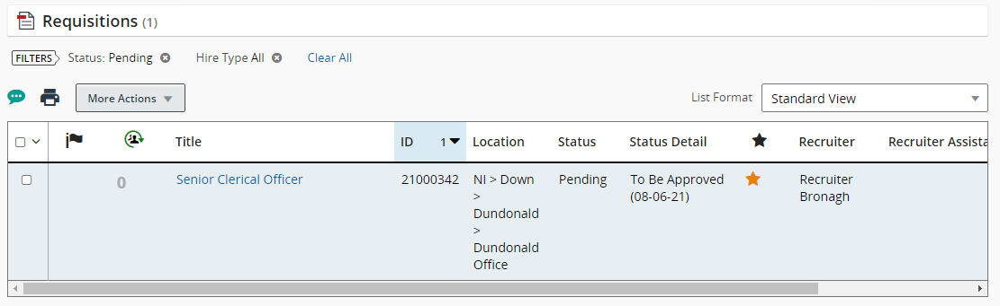 Requisitions (1)
FILTERS Status: Pending Hire Type All Clear All
More Actions List Format Standard View
Title ID 1 Location Status Status Detail Recruiter Recruiter Assista
0 Senior Clerical Officer 21000342 NI > Down Pending To Be Approved Recruiter
> (08-06-21) Bronagh
Dundonald
>
Dundonald
Office